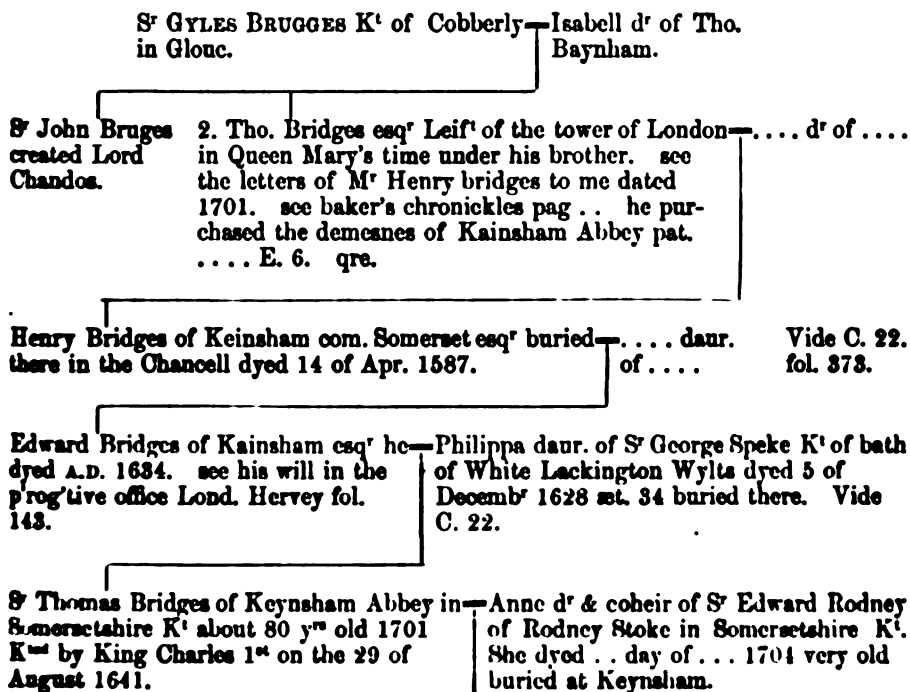 Sʳ GYLES BRUGGES Kᵗ of Cobberly
in Glouc.
Isabell dʳ of Tho.
Baynham.
Sʳ John Bruges
created Lord
Chandos.
2. Tho. Bridges esqʳ Leifᵗ of the tower of London
in Queen Mary's time under his brother. see
the letters of Mʳ Henry bridges to me dated
1701. see baker's chronickles pag . . he pur-
chased the demesnes of Kainsham Abbey pat.
. . . . E. 6. qre.
. . . . dʳ of . . . .
Henry Bridges of Keinsham com. Somerset esqʳ buried
there in the Chancell dyed 14 of Apr. 1587.
. . . . daur.
of . . . .
Vide C. 22.
fol. 373.
Edward Bridges of Kainsham esqʳ he
dyed A.D. 1634. see his will in the
p'rog'tive office Lond. Hervey fol.
143.
Philippa daur. of Sʳ George Speke Kᵗ of bath
of White Lackington Wylts dyed 5 of
Decembʳ 1628 æt. 34 buried there. Vide
C. 22.
Sʳ Thomas Bridges of Keynsham Abbey in
Somersetshire Kᵗ about 80 yʳˢ old 1701
Kᵗᵉᵈ by King Charles 1ˢᵗ on the 29 of
August 1641.
Anne dʳ & coheir of Sʳ Edward Rodney
of Rodney Stoke in Somersetshire Kᵗ.
She dyed . . day of . . . 1704 very old
buried at Keynsham.